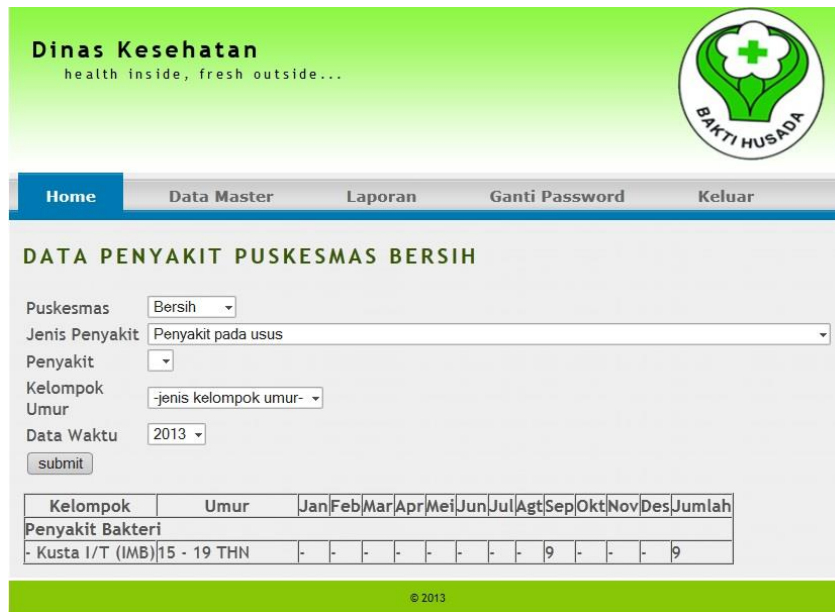 Dinas Kesehatan
health inside, fresh outside...
BAKTI HUSADA
Home Data Master Laporan Ganti Password Keluar
DATA PENYAKIT PUSKESMAS BERSIH
Puskesmas Bersih
Jenis Penyakit Penyakit pada usus
Penyakit
Kelompok
Umur -jenis kelompok umur-
Data Waktu 2013
submit
Kelompok Umur Jan Feb Mar Apr Mei Jun Jul Agt Sep Okt Nov Des Jumlah
Penyakit Bakteri
- Kusta I/T (IMB) 15 - 19 THN - - - - - - - - 9 - - - 9
© 2013